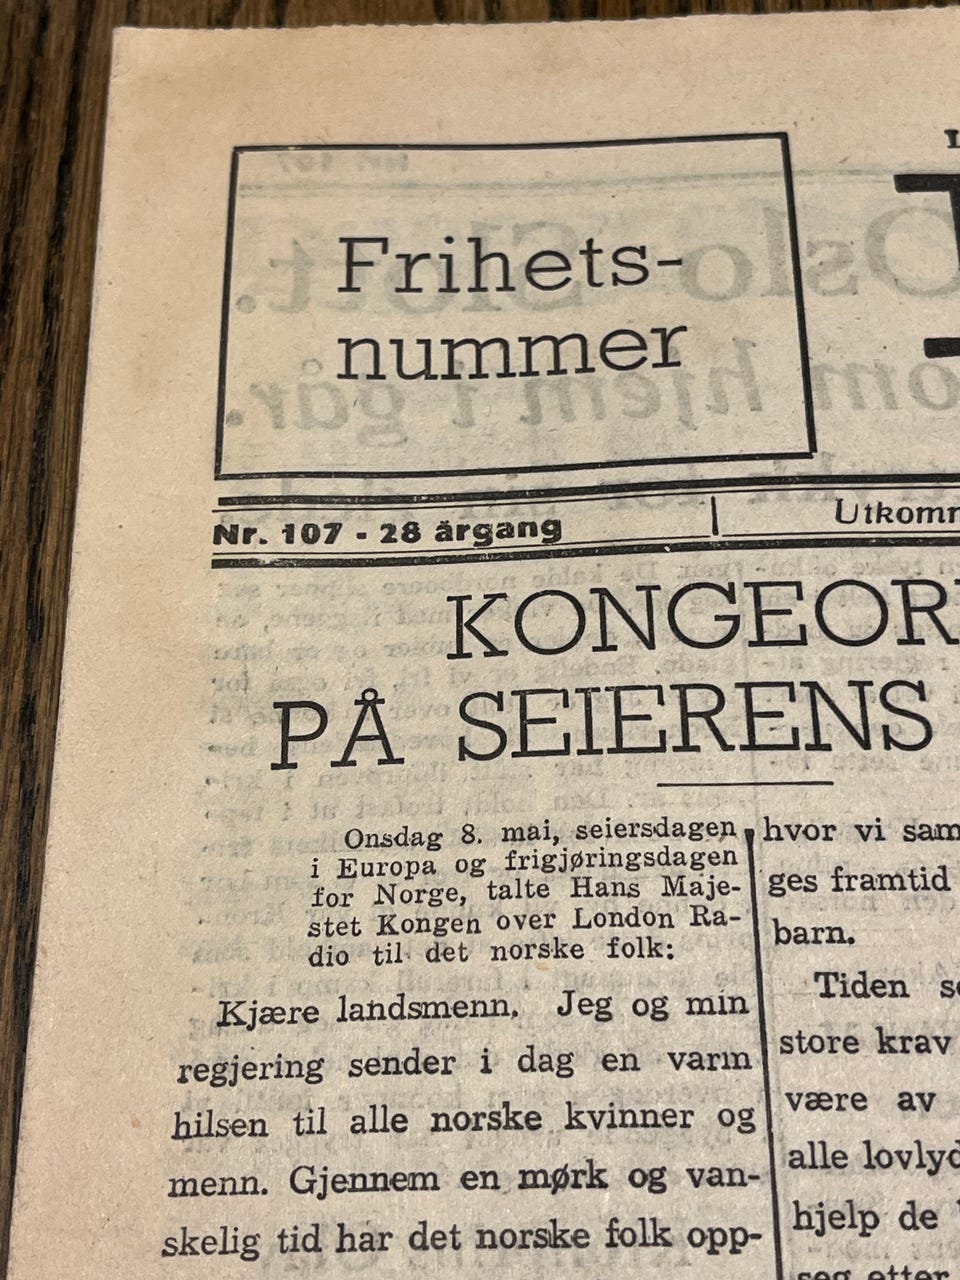 Frihets-
nummer
Nr. 107 - 28 årgang
Utkomm
KONGEOR
PÅ SEIERENS
Onsdag 8. mai, seiersdagen
i Europa og frigjøringsdagen
for Norge, talte Hans Maje-
stet Kongen over London Ra-
dio til det norske folk:
Kjære landsmenn. Jeg og min
regjering sender i dag en varm
hilsen til alle norske kvinner og
menn. Gjennem en mørk og van-
skelig tid har det norske folk opp-
hvor vi sam
ges framtid
barn.
Tiden s
store krav
være av
alle lovlyd
hjelp de
seg etter